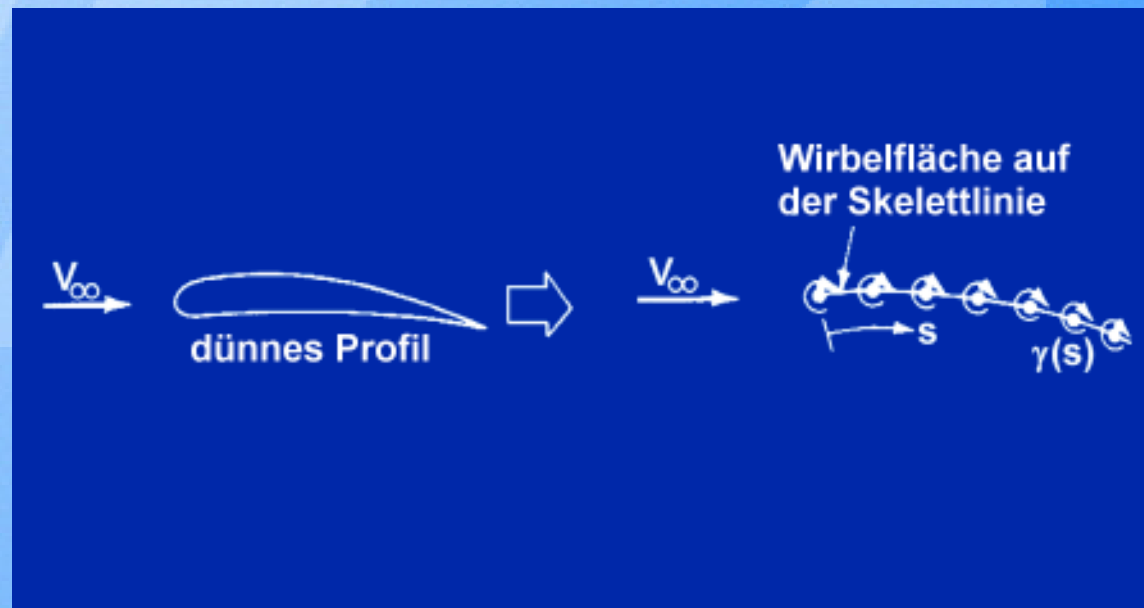 V∞
dünnes Profil
V∞
Wirbelfläche auf
der Skelettlinie
s
γ(s)